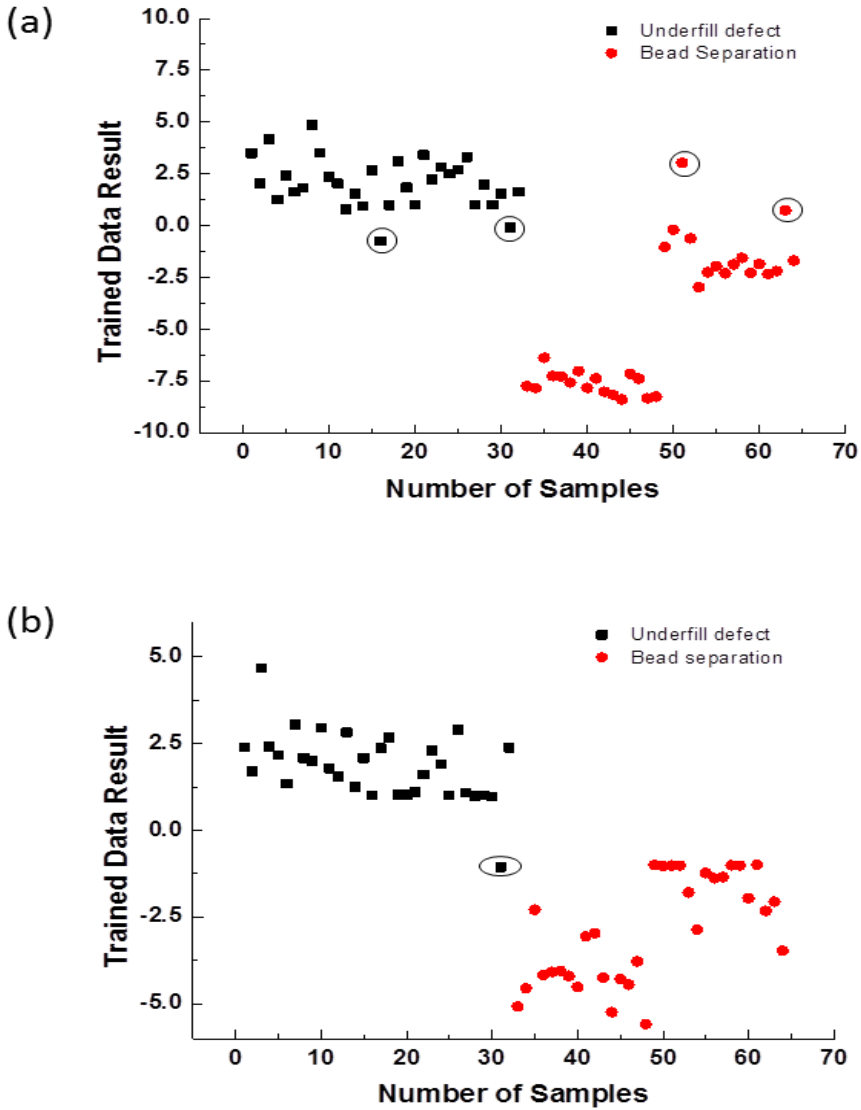 (a)
Underfill defect
Bead Separation
10.0
7.5
5.0
2.5
0.0
-2.5
-5.0
-7.5
-10.0
Trained Data Result
0 10 20 30 40 50 60 70
Number of Samples
(b)
Underfill defect
Bead separation
5.0
2.5
0.0
-2.5
-5.0
Trained Data Result
0 10 20 30 40 50 60 70
Number of Samples